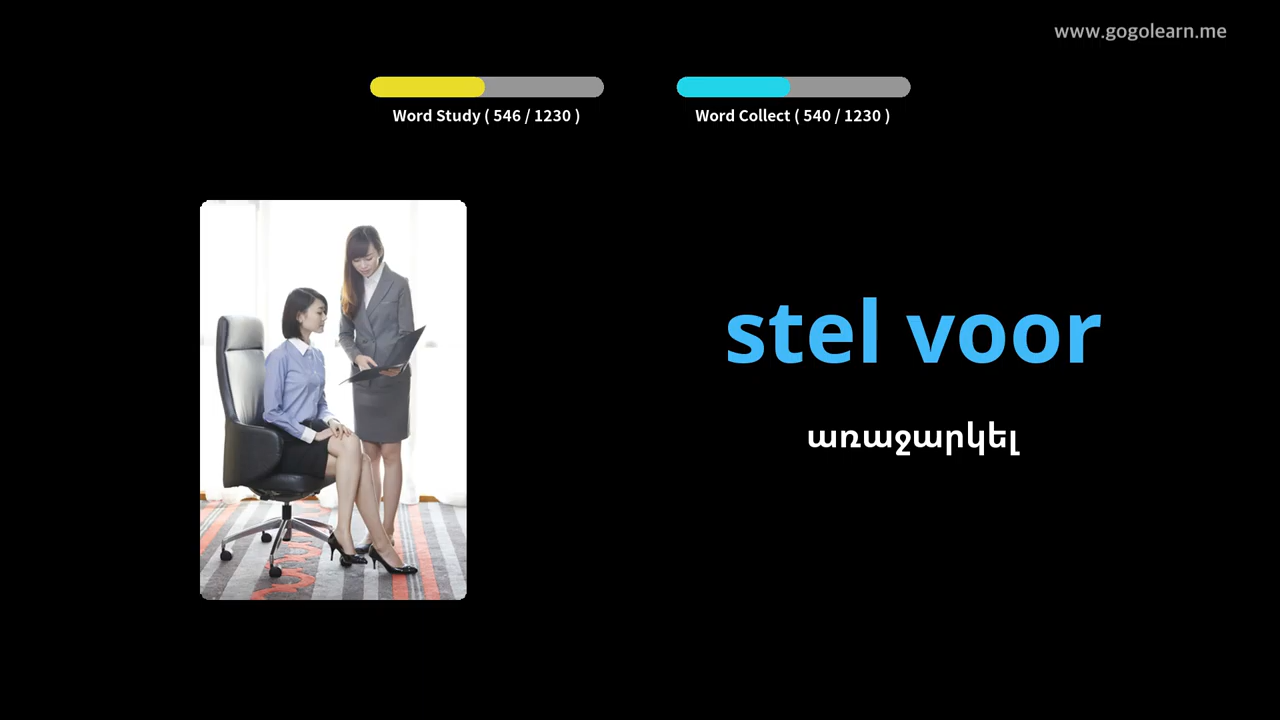 www.gogolearn.me
Word Study ( 546 / 1230 )
Word Collect ( 540 / 1230 )
stel voor
առաջարկել